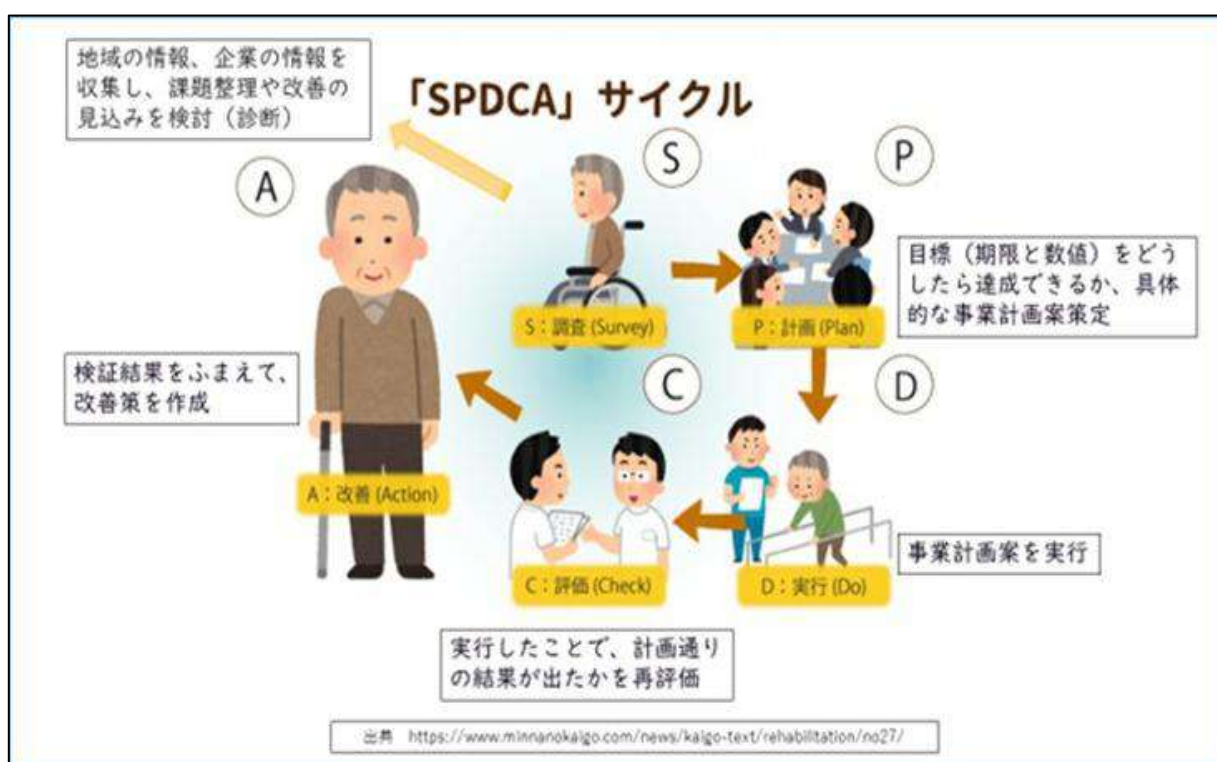 地域の情報、企業の情報を
収集し、課題整理や改善の
見込みを検討（診断）
「SPDCA」サイクル
A
S
P
S：調査 (Survey)
P：計画 (Plan)
目標（期限と数値）をどう
したら達成できるか、具体
的な事業計画案策定
検証結果をふまえて、
改善策を作成
C
D
A：改善 (Action)
C：評価 (Check)
D：実行 (Do)
事業計画案を実行
実行したことで、計画通り
の結果が出たかを再評価
出典 https://www.minnanokaigo.com/news/kaigo-text/rehabilitation/no27/